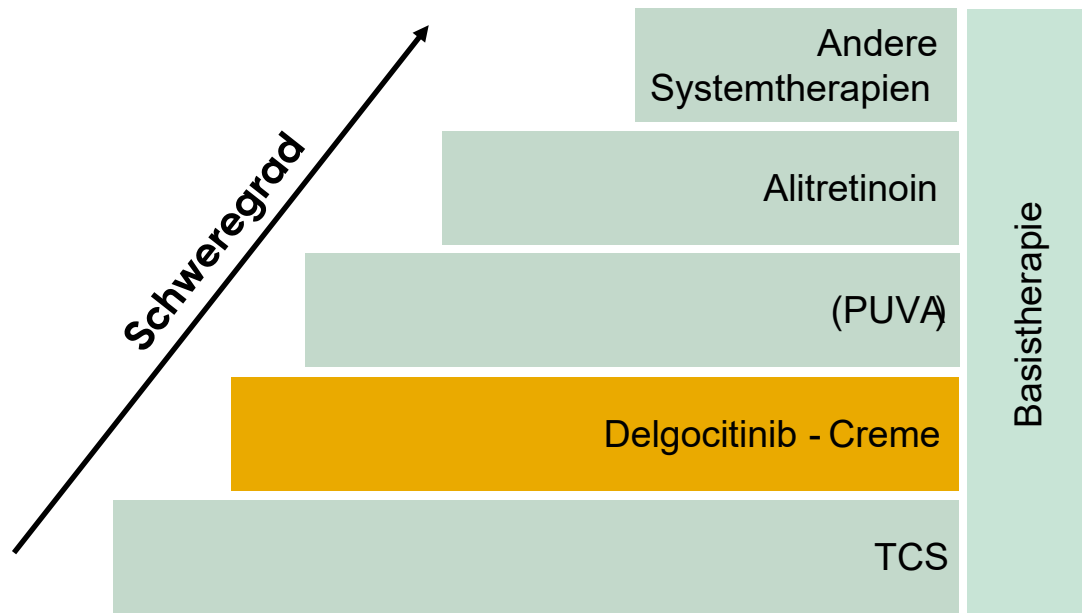 Andere
Systemtherapien
Alitretinoin
(PUVA)
Delgocitinib - Creme
TCS
Schweregrad
Basistherapie